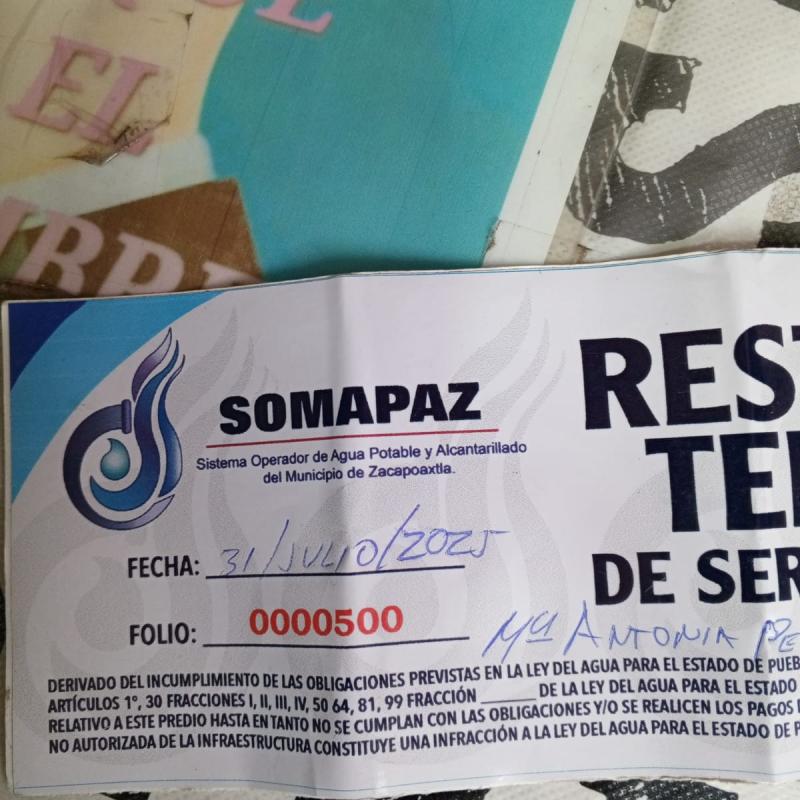 EL
SOMAPAZ
Sistema Operador de Agua Potable y Alcantarillado
del Municipio de Zacapoaxtla.
REST
TEM
DE SER
FECHA: 31/JULIO/2025
FOLIO: 0000500
Mª ANTONIA PE
DERIVADO DEL INCUMPLIMIENTO DE LAS OBLIGACIONES PREVISTAS EN LA LEY DEL AGUA PARA EL ESTADO DE PUEB
ARTÍCULOS 1°, 30 FRACCIONES I, II, III, IV, 50 64, 81, 99 FRACCIÓN ______ DE LA LEY DEL AGUA PARA EL ESTADO
RELATIVO A ESTE PREDIO HASTA EN TANTO NO SE CUMPLAN CON LAS OBLIGACIONES Y/O SE REALICEN LOS PAGOS
NO AUTORIZADA DE LA INFRAESTRUCTURA CONSTITUYE UNA INFRACCIÓN A LA LEY DEL AGUA PARA EL ESTADO DE P